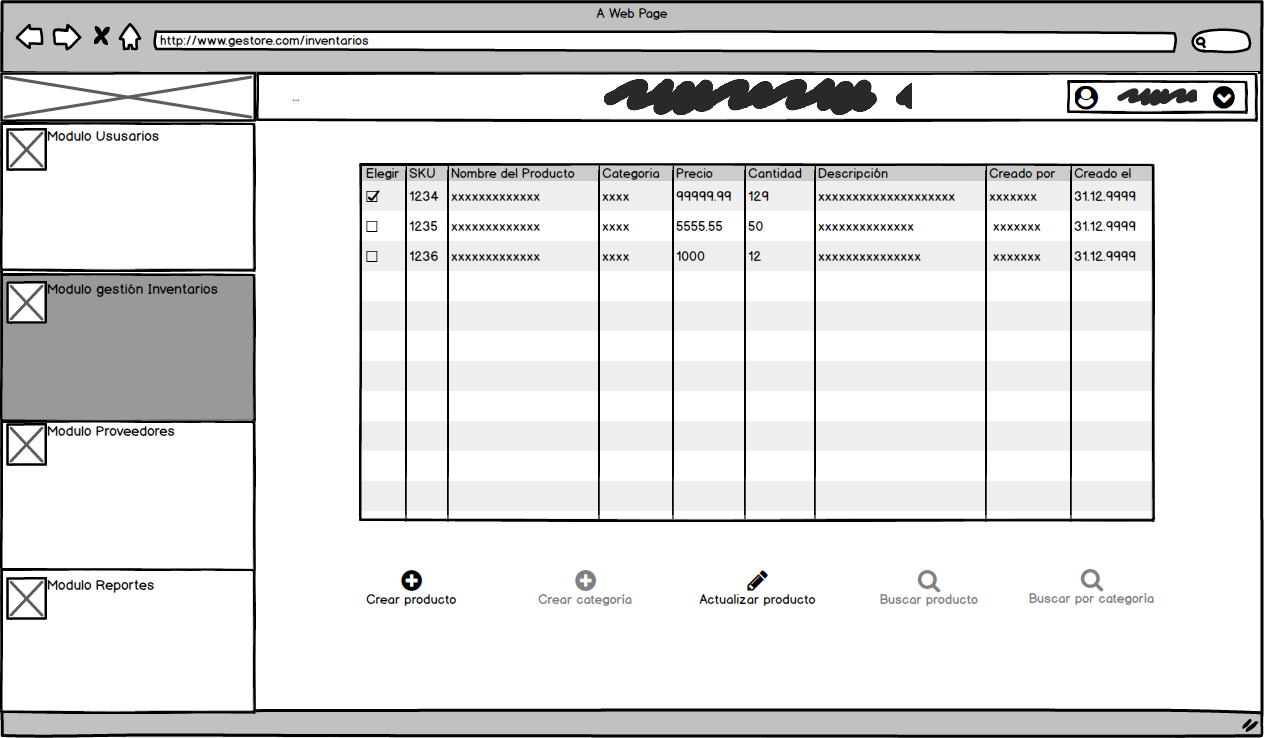 A Web Page
http://www.gestore.com/inventarios
...
Modulo Ususarios
Modulo gestión Inventarios
Modulo Proveedores
Modulo Reportes
Elegir SKU Nombre del Producto Categoria Precio Cantidad Descripción Creado por Creado el
1234 xxxxxxxxxxxxx xxxx 99999.99 129 xxxxxxxxxxxxxxxxxxxx xxxxxxx 31.12.9999
1235 xxxxxxxxxxxxx xxxx 5555.55 50 xxxxxxxxxxxxxx xxxxxxx 31.12.9999
1236 xxxxxxxxxxxxx xxxx 1000 12 xxxxxxxxxxxxxxx xxxxxxx 31.12.9999
Crear producto Crear categoría Actualizar producto Buscar producto Buscar por categoría